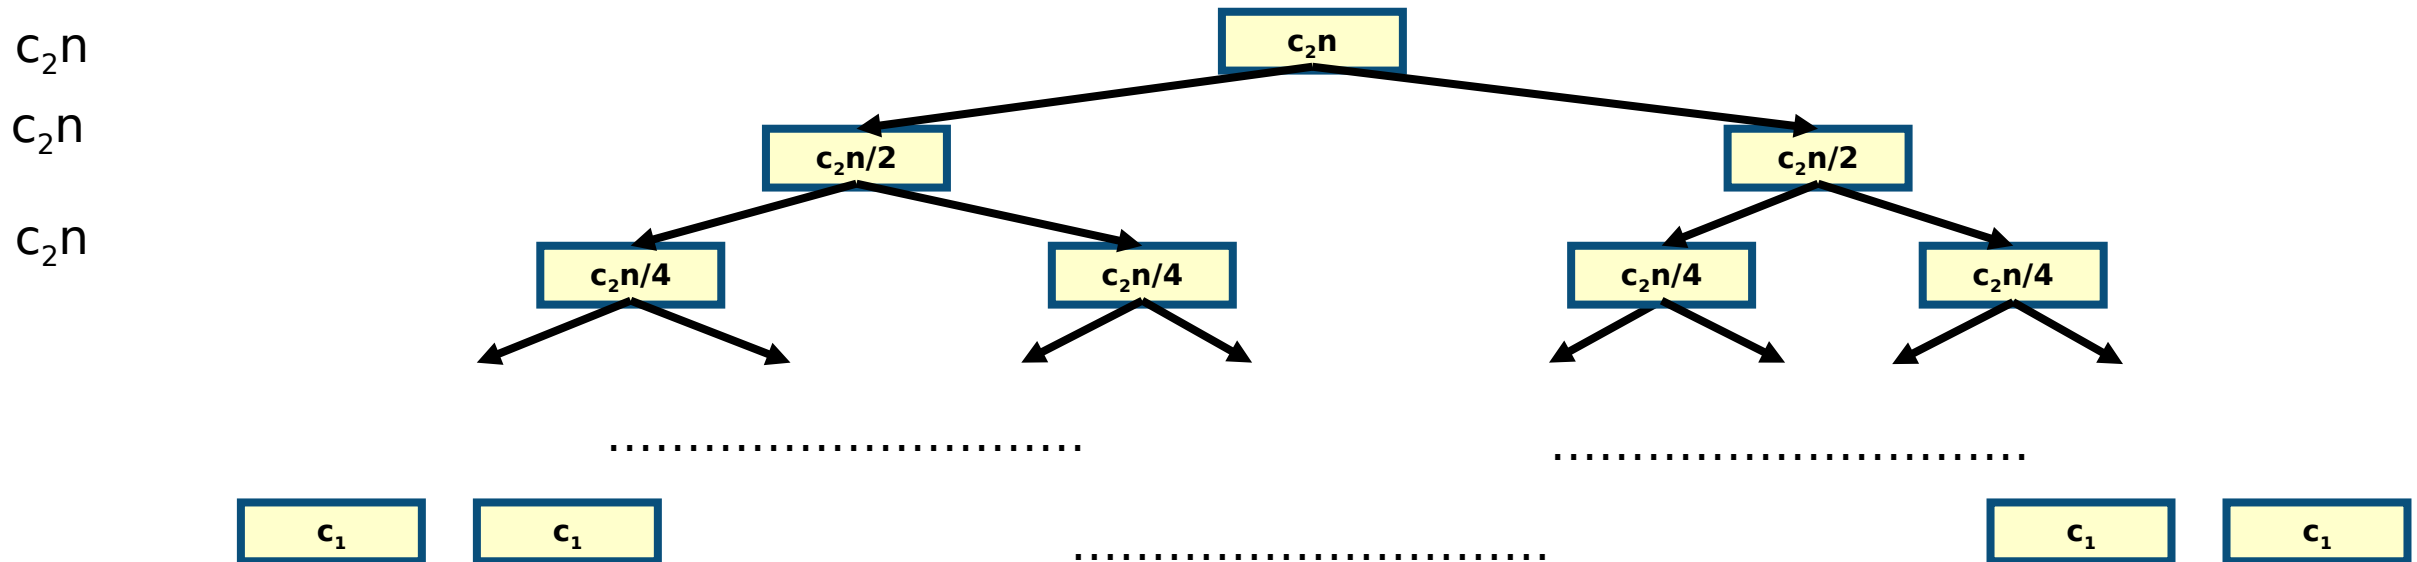 c₂n
c₂n
c₂n/2 c₂n/2
c₂n
c₂n
c₂n/4 c₂n/4 c₂n/4 c₂n/4
..............................
..............................
c₁ c₁ .............................. c₁ c₁